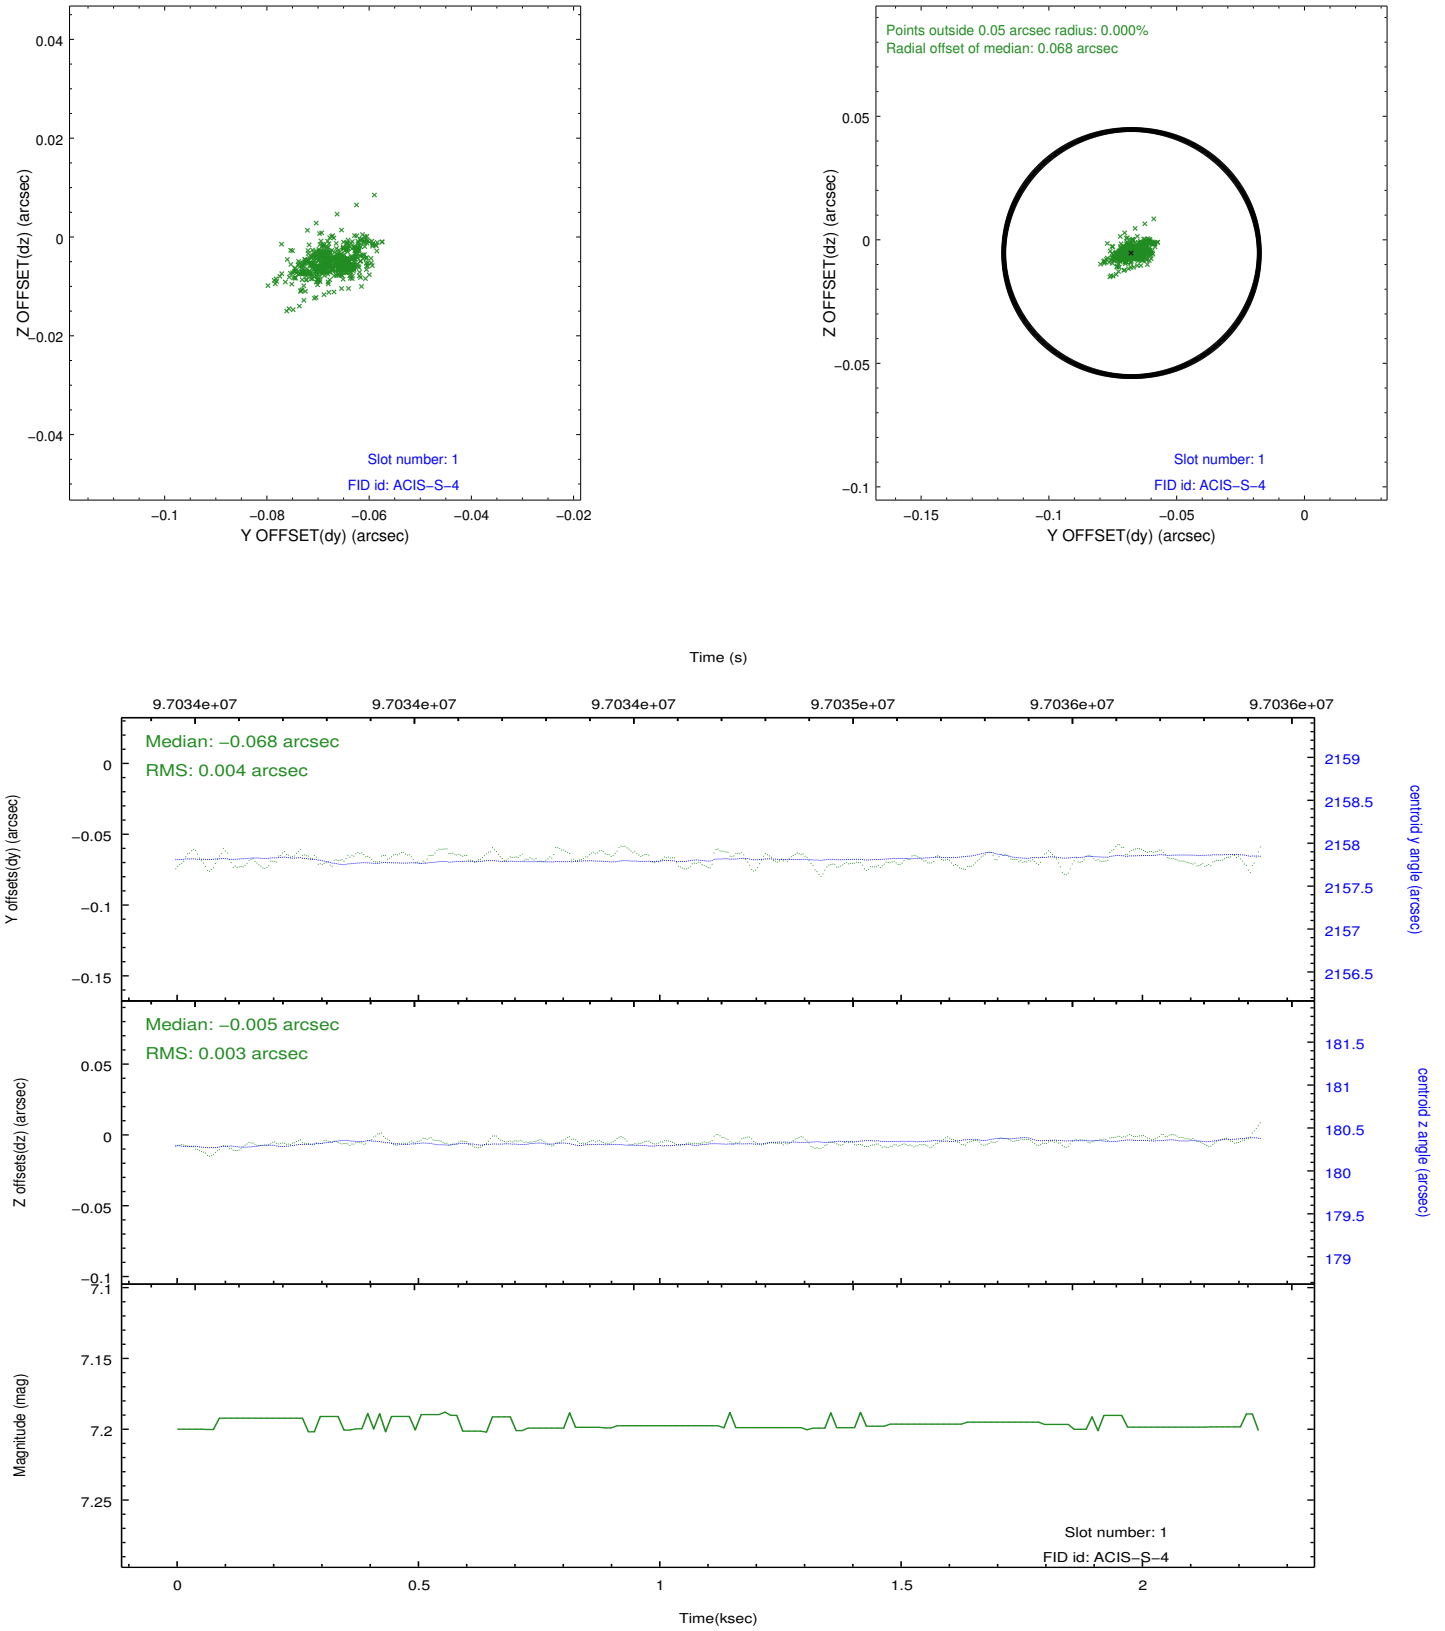 0.04
0.02
0
−0.02
−0.04
Z OFFSET(dz) (arcsec)
Slot number: 1
FID id: ACIS−S−4
−0.1
−0.08
−0.06
−0.04
−0.02
Y OFFSET(dy) (arcsec)
Points outside 0.05 arcsec radius: 0.000%
Radial offset of median: 0.068 arcsec
0.05
0
−0.05
−0.1
Z OFFSET(dz) (arcsec)
Slot number: 1
FID id: ACIS−S−4
−0.15
−0.1
−0.05
0
Y OFFSET(dy) (arcsec)
Time (s)
9.7034e+07
9.7034e+07
9.7034e+07
9.7035e+07
9.7036e+07
9.7036e+07
Median: −0.068 arcsec
RMS: 0.004 arcsec
0
−0.05
−0.1
−0.15
Y offsets(dy) (arcsec)
2159
2158.5
2158
2157.5
2157
2156.5
centroid y angle (arcsec)
Median: −0.005 arcsec
RMS: 0.003 arcsec
0.05
0
−0.05
−0.1
Z offsets(dz) (arcsec)
181.5
181
180.5
180
179.5
179
centroid z angle (arcsec)
7.1
7.15
7.2
7.25
Magnitude (mag)
Slot number: 1
FID id: ACIS−S−4
0
0.5
1
1.5
2
Time(ksec)